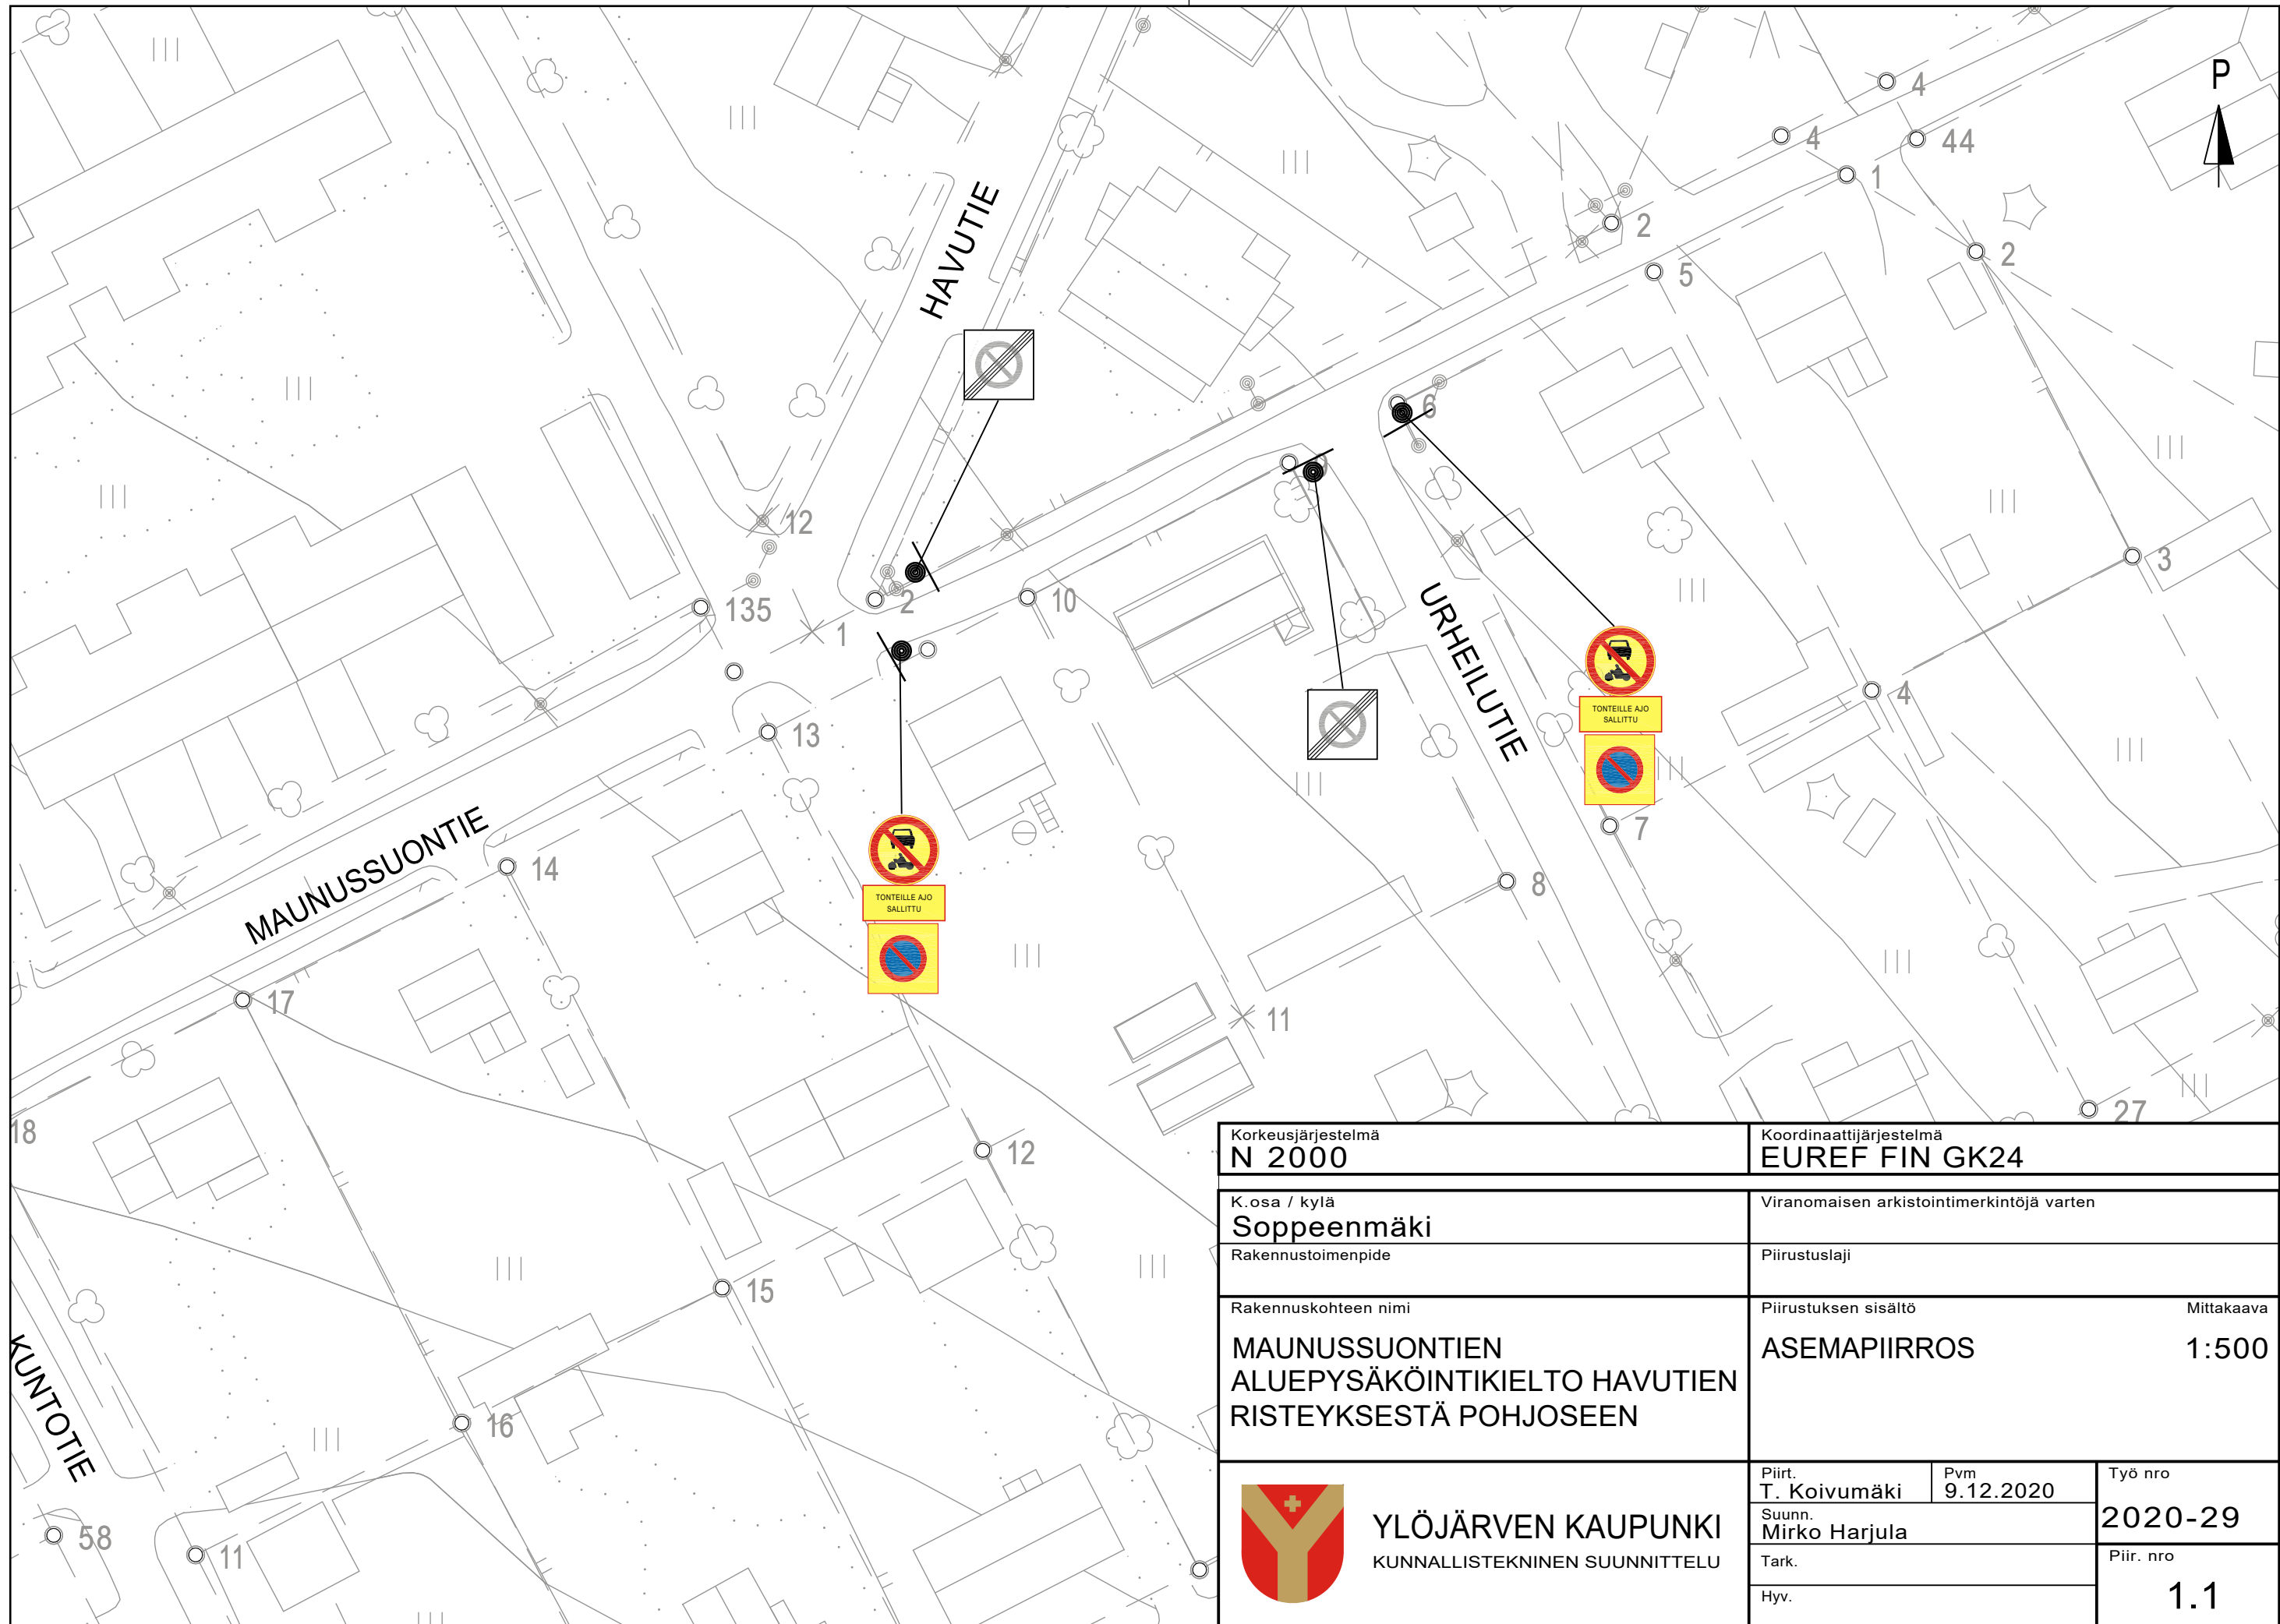 P
4
4
44
1
2
2
5
HAVUTIE
6
12
3
135
2
10
1
URHEILUTIE
4
TONTEILLE AJO
SALLITTU
13
7
MAUNUSSUONTIE
14
8
TONTEILLE AJO
SALLITTU
17
11
18
27
12
15
KUNTOTIE
16
58
11
Korkeusjärjestelmä
N 2000
Koordinaattijärjestelmä
EUREF FIN GK24
K.osa / kylä
Soppeenmäki
Viranomaisen arkistointimerkintöjä varten
Rakennustoimenpide
Piirustuslaji
Rakennuskohteen nimi
MAUNUSSUONTIEN
ALUEPYSÄKÖINTIKIELTO HAVUTIEN
RISTEYKSESTÄ POHJOSEEN
Piirustuksen sisältö
ASEMAPIIRROS
Mittakaava
1:500
YLÖJÄRVEN KAUPUNKI
KUNNALLISTEKNINEN SUUNNITTELU
Piirt.
T. Koivumäki
Pvm
9.12.2020
Työ nro
2020-29
Suunn.
Mirko Harjula
Tark.
Hyv.
Piir. nro
1.1